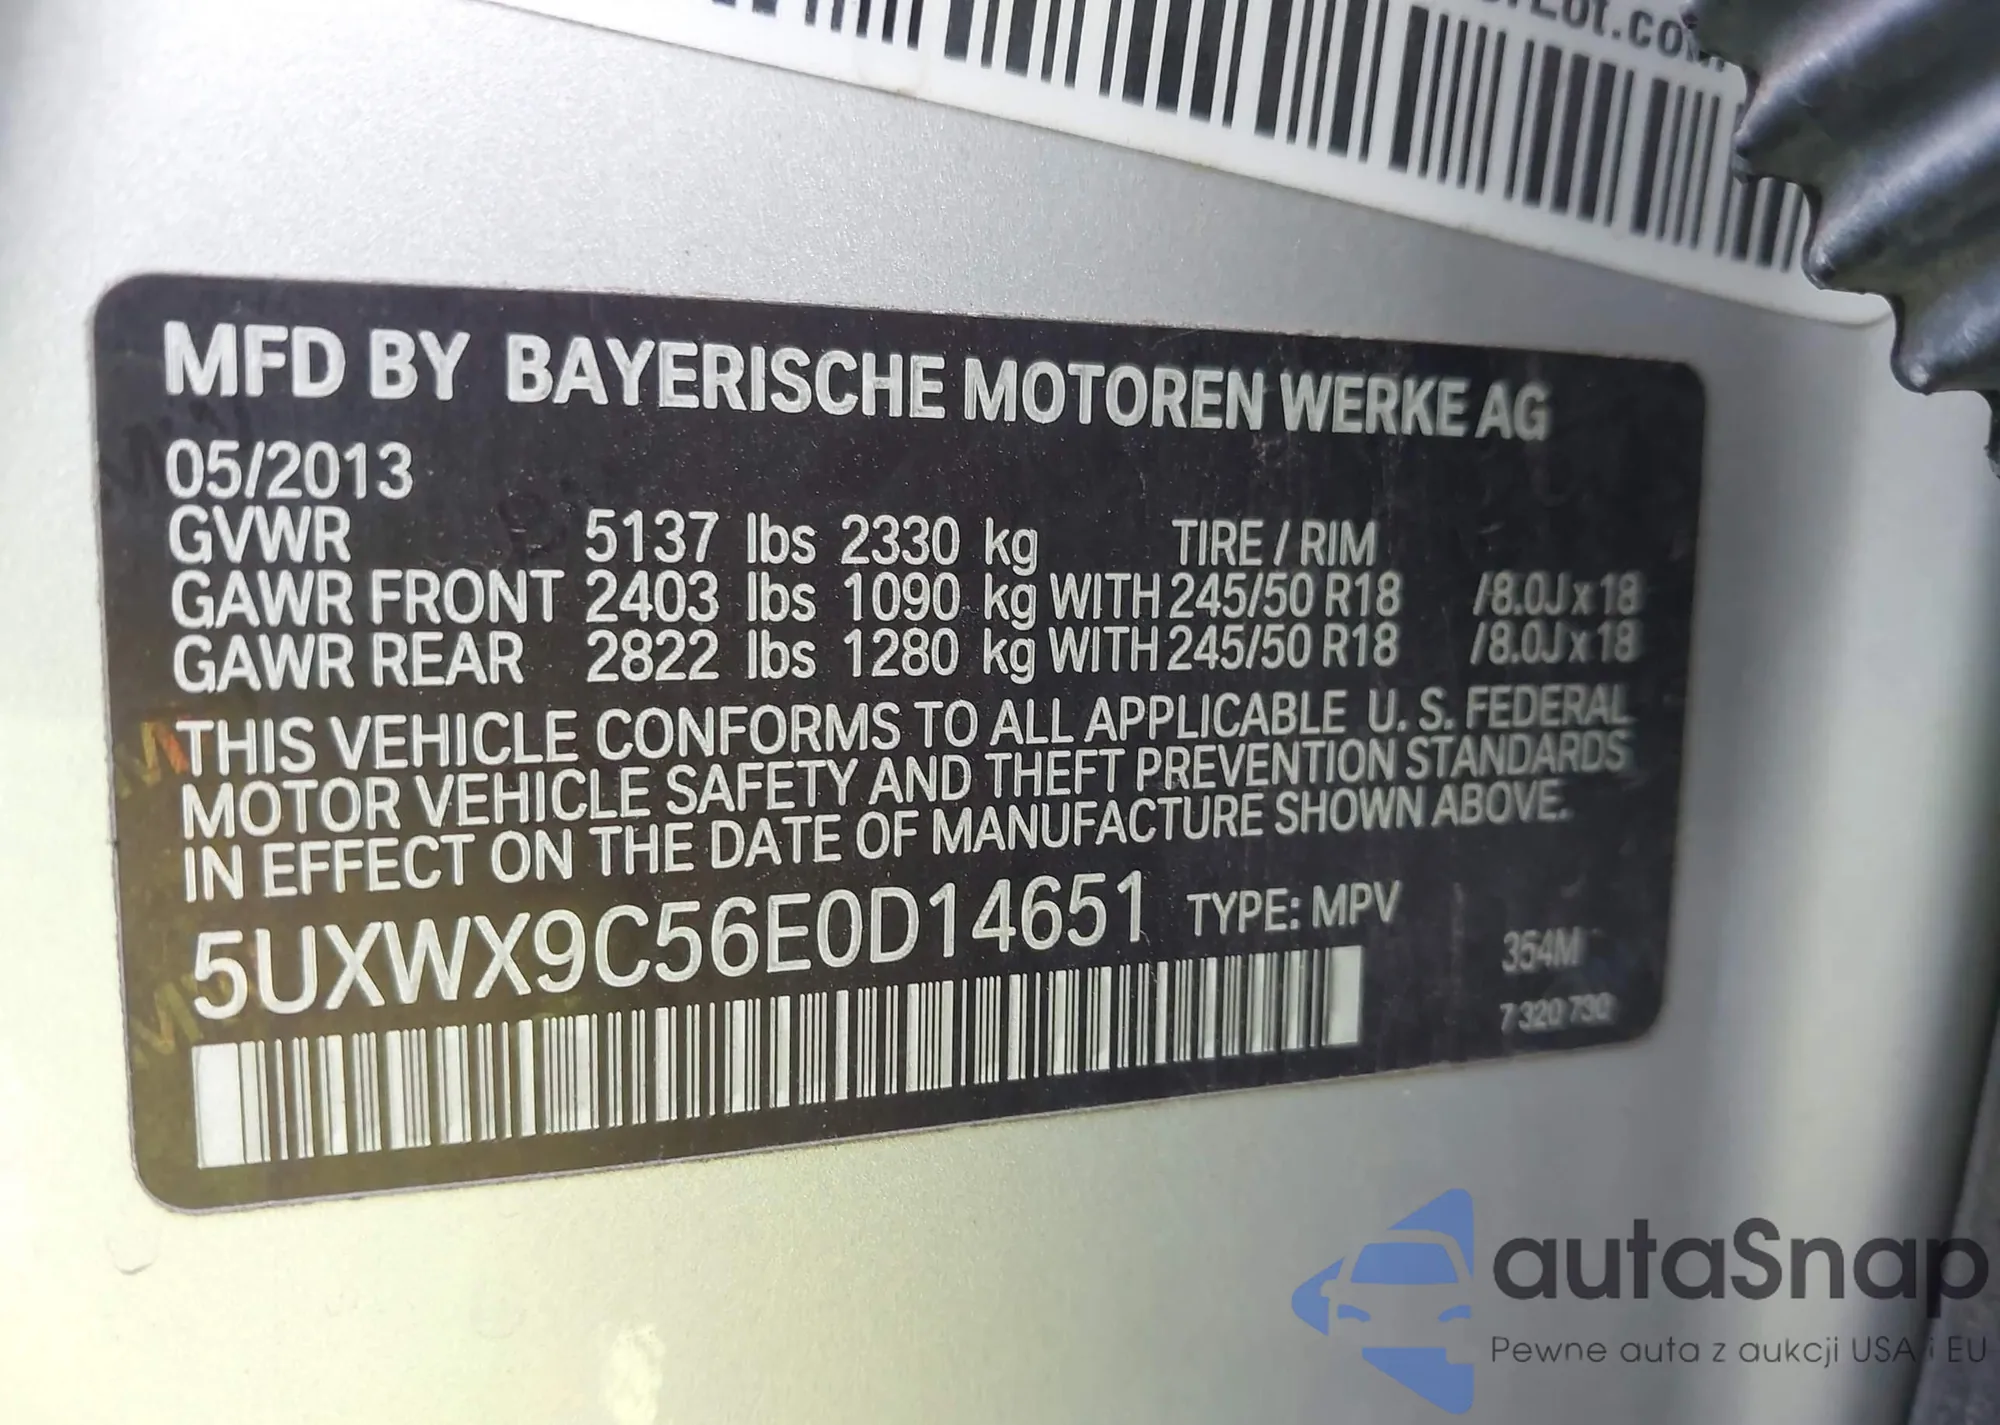 MFD BY BAYERISCHE MOTOREN WERKE AG
05/2013
GVWR 5137 lbs 2330 kg TIRE / RIM
GAWR FRONT 2403 lbs 1090 kg WITH 245/50 R18 /8.0J x 18
GAWR REAR 2822 lbs 1280 kg WITH 245/50 R18 /8.0J x 18
THIS VEHICLE CONFORMS TO ALL APPLICABLE U. S. FEDERAL
MOTOR VEHICLE SAFETY AND THEFT PREVENTION STANDARDS
IN EFFECT ON THE DATE OF MANUFACTURE SHOWN ABOVE.
5UXWX9C56E0D14651 TYPE: MPV
354M
7 320 730
autaSnap
Pewne auta z aukcji USA i EU